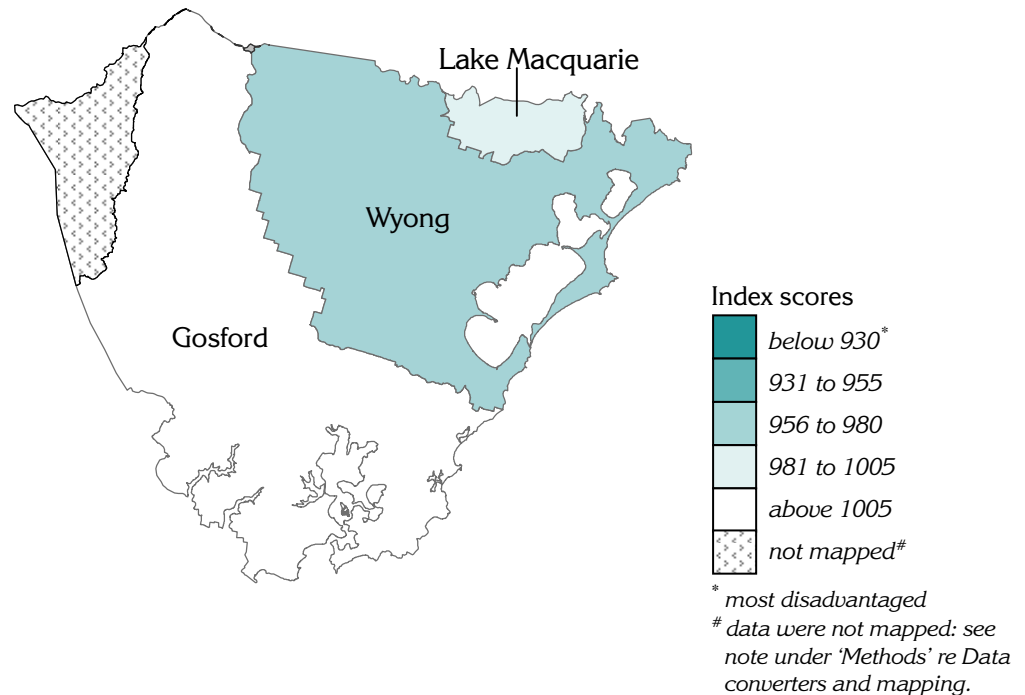 Lake Macquarie
Wyong
Gosford
Index scores
below 930*
931 to 955
956 to 980
981 to 1005
above 1005
not mapped#
* most disadvantaged
# data were not mapped: see
note under ‘Methods’ re Data
converters and mapping.